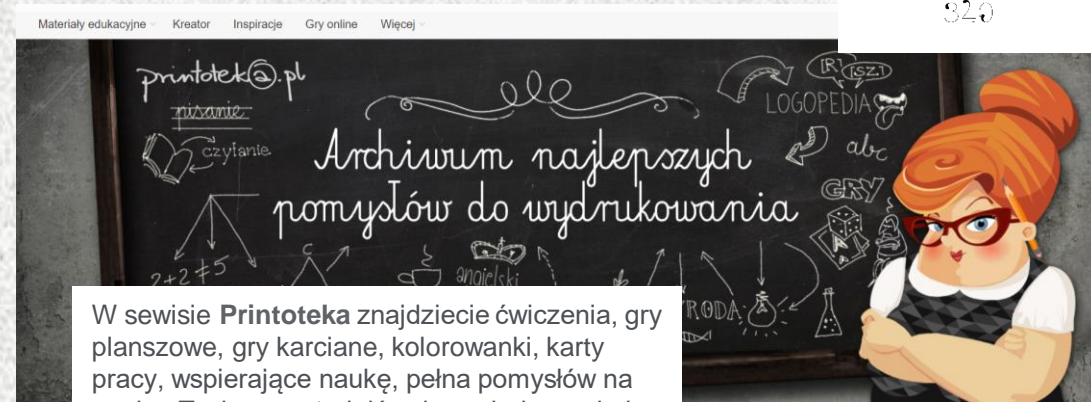 Materiały edukacyjne Kreator Inspiracje Gry online Więcej
printotek@.pl
pisanie
czytanie
Archiwum najlepszych
pomysłów do wydrukowania
[R] [SZ]
LOGOPEDIA
abc
GRY
2+2≠5
C
angielski
W sewisie Printoteka znajdziecie ćwiczenia, gry
planszowe, gry karciane, kolorowanki, karty
pracy, wspierające naukę, pełna pomysłów na